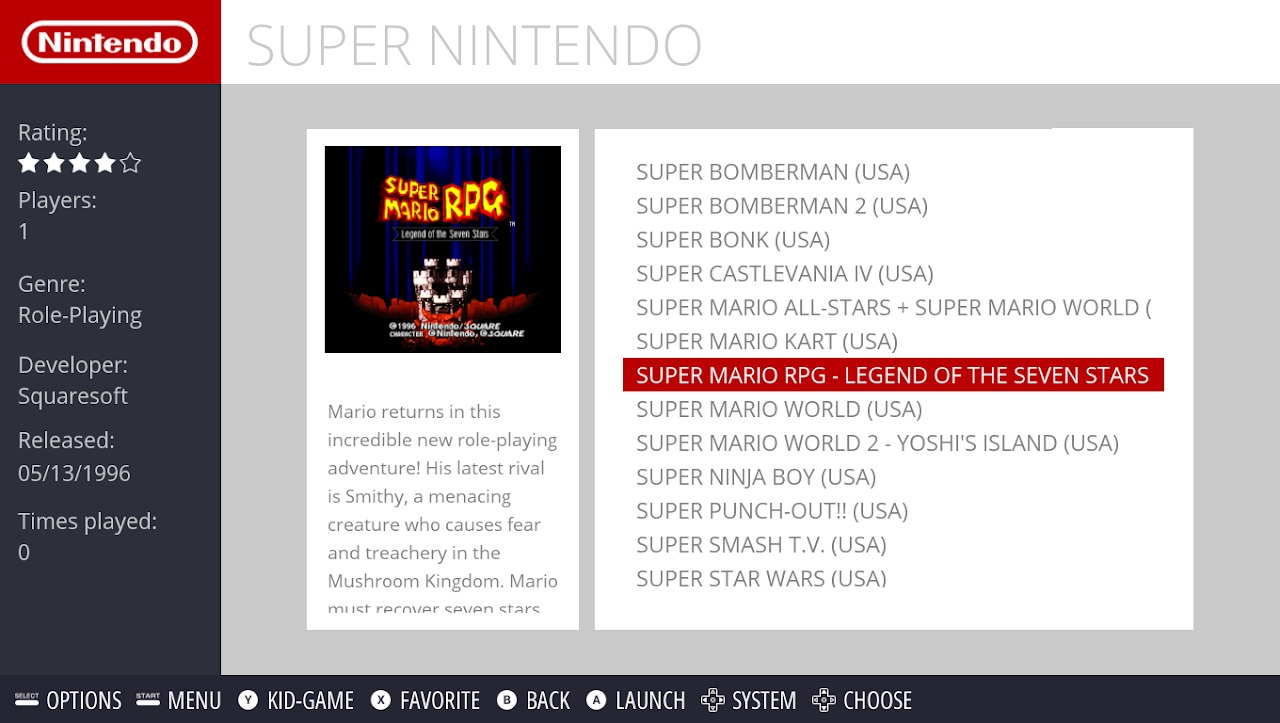 Nintendo
SUPER NINTENDO
Rating:
Players:
1
Genre:
Role-Playing
Developer:
Squaresoft
Released:
05/13/1996
Times played:
0
SUPER
MARIO RPG
TM
Legend of the Seven Stars
©1996 Nintendo/SQUARE
CHARACTER ©Nintendo, ©SQUARE
Mario returns in this
incredible new role-playing
adventure! His latest rival
is Smithy, a menacing
creature who causes fear
and treachery in the
Mushroom Kingdom. Mario
must recover seven stars
SUPER BOMBERMAN (USA)
SUPER BOMBERMAN 2 (USA)
SUPER BONK (USA)
SUPER CASTLEVANIA IV (USA)
SUPER MARIO ALL-STARS + SUPER MARIO WORLD (
SUPER MARIO KART (USA)
SUPER MARIO RPG - LEGEND OF THE SEVEN STARS
SUPER MARIO WORLD (USA)
SUPER MARIO WORLD 2 - YOSHI'S ISLAND (USA)
SUPER NINJA BOY (USA)
SUPER PUNCH-OUT!! (USA)
SUPER SMASH T.V. (USA)
SUPER STAR WARS (USA)
SELECT OPTIONS START MENU Y KID-GAME X FAVORITE B BACK A LAUNCH SYSTEM CHOOSE